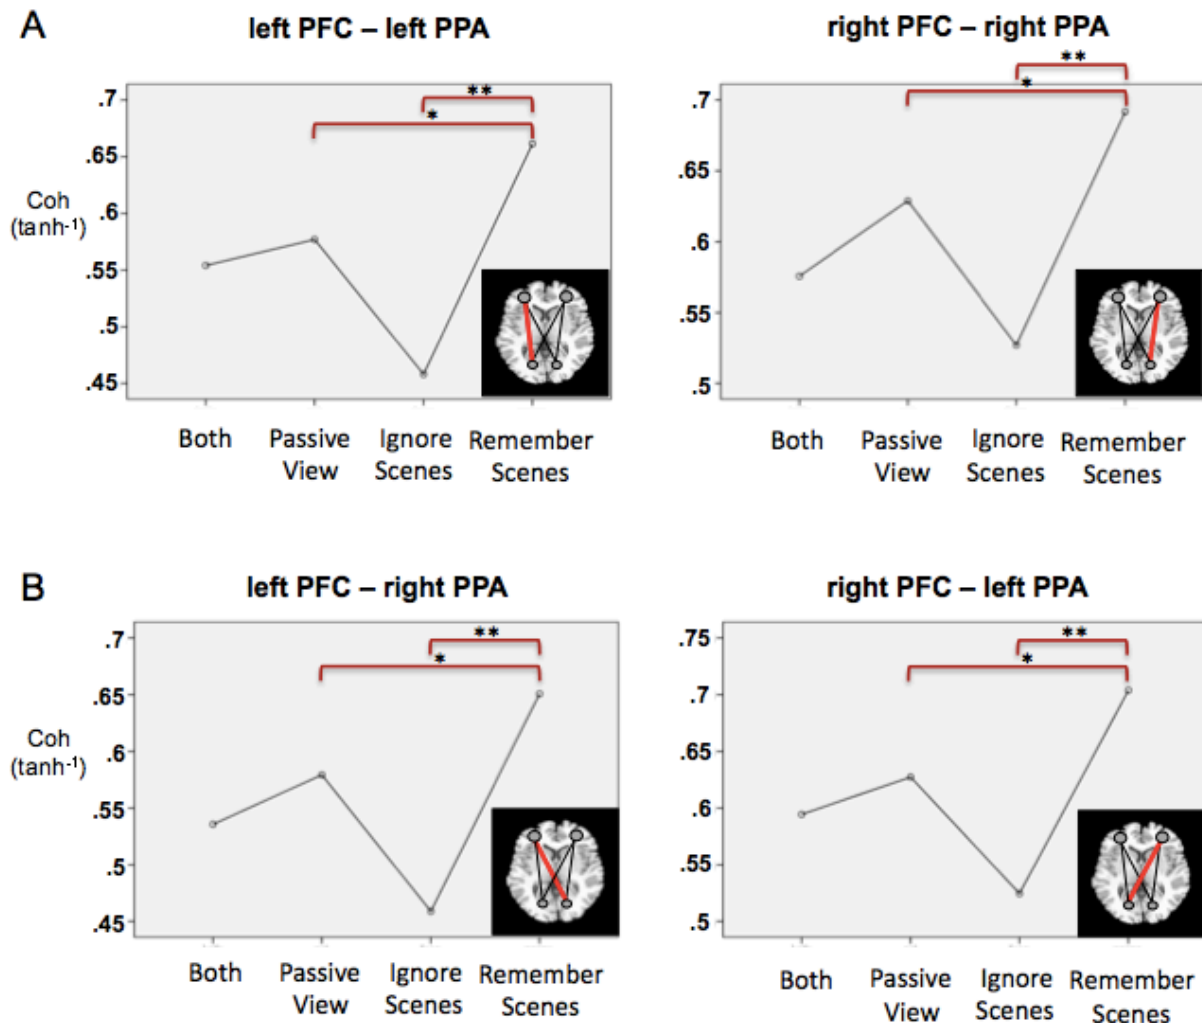 A
left PFC – left PPA
right PFC – right PPA
**
*
.7
.65
.6
.55
.5
.45
Coh
(tanh-1)
Both
Passive
View
Ignore
Scenes
Remember
Scenes
**
*
.7
.65
.6
.55
.5
Both
Passive
View
Ignore
Scenes
Remember
Scenes
B
left PFC – right PPA
right PFC – left PPA
**
*
.7
.65
.6
.55
.5
.45
Coh
(tanh-1)
Both
Passive
View
Ignore
Scenes
Remember
Scenes
**
*
.75
.7
.65
.6
.55
.5
Both
Passive
View
Ignore
Scenes
Remember
Scenes